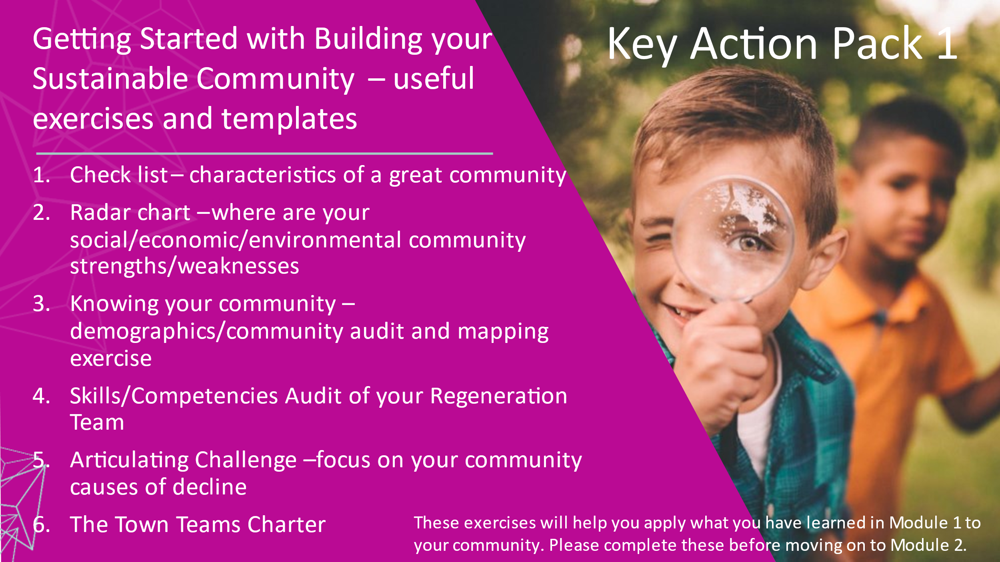 Getting Started with Building your
Sustainable Community – useful
exercises and templates
Key Action Pack 1
1. Check list – characteristics of a great community
2. Radar chart –where are your
social/economic/environmental community
strengths/weaknesses
3. Knowing your community –
demographics/community audit and mapping
exercise
4. Skills/Competencies Audit of your Regeneration
Team
5. Articulating Challenge –focus on your community
causes of decline
6. The Town Teams Charter
These exercises will help you apply what you have learned in Module 1 to
your community. Please complete these before moving on to Module 2.